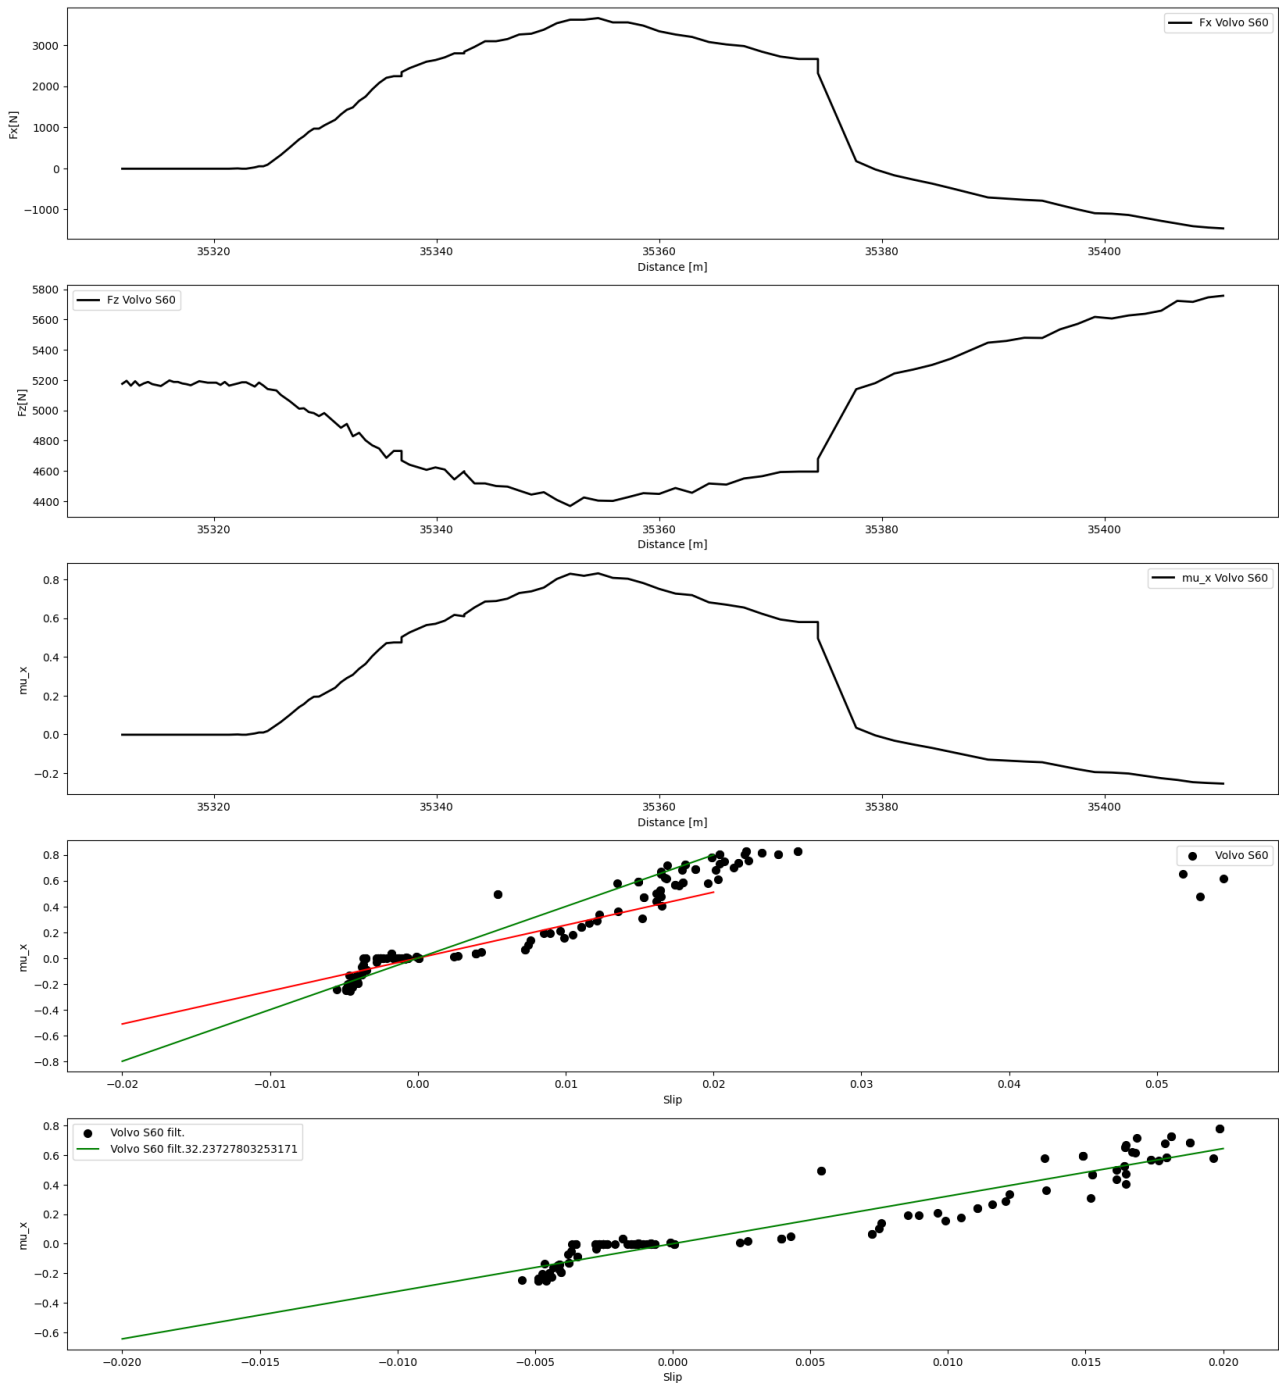 Fx Volvo S60
3000
2000
1000
0
−1000
Fx[N]
35320 35340 35360 35380 35400
Distance [m]
Fz Volvo S60
5800
5600
5400
5200
5000
4800
4600
4400
Fz[N]
35320 35340 35360 35380 35400
Distance [m]
mu_x Volvo S60
0.8
0.6
0.4
0.2
0.0
−0.2
mu_x
35320 35340 35360 35380 35400
Distance [m]
Volvo S60
0.8
0.6
0.4
0.2
0.0
−0.2
−0.4
−0.6
−0.8
mu_x
−0.02 −0.01 0.00 0.01 0.02 0.03 0.04 0.05
Slip
Volvo S60 filt.
Volvo S60 filt.32.23727803253171
0.8
0.6
0.4
0.2
0.0
−0.2
−0.4
−0.6
mu_x
−0.020 −0.015 −0.010 −0.005 0.000 0.005 0.010 0.015 0.020
Slip